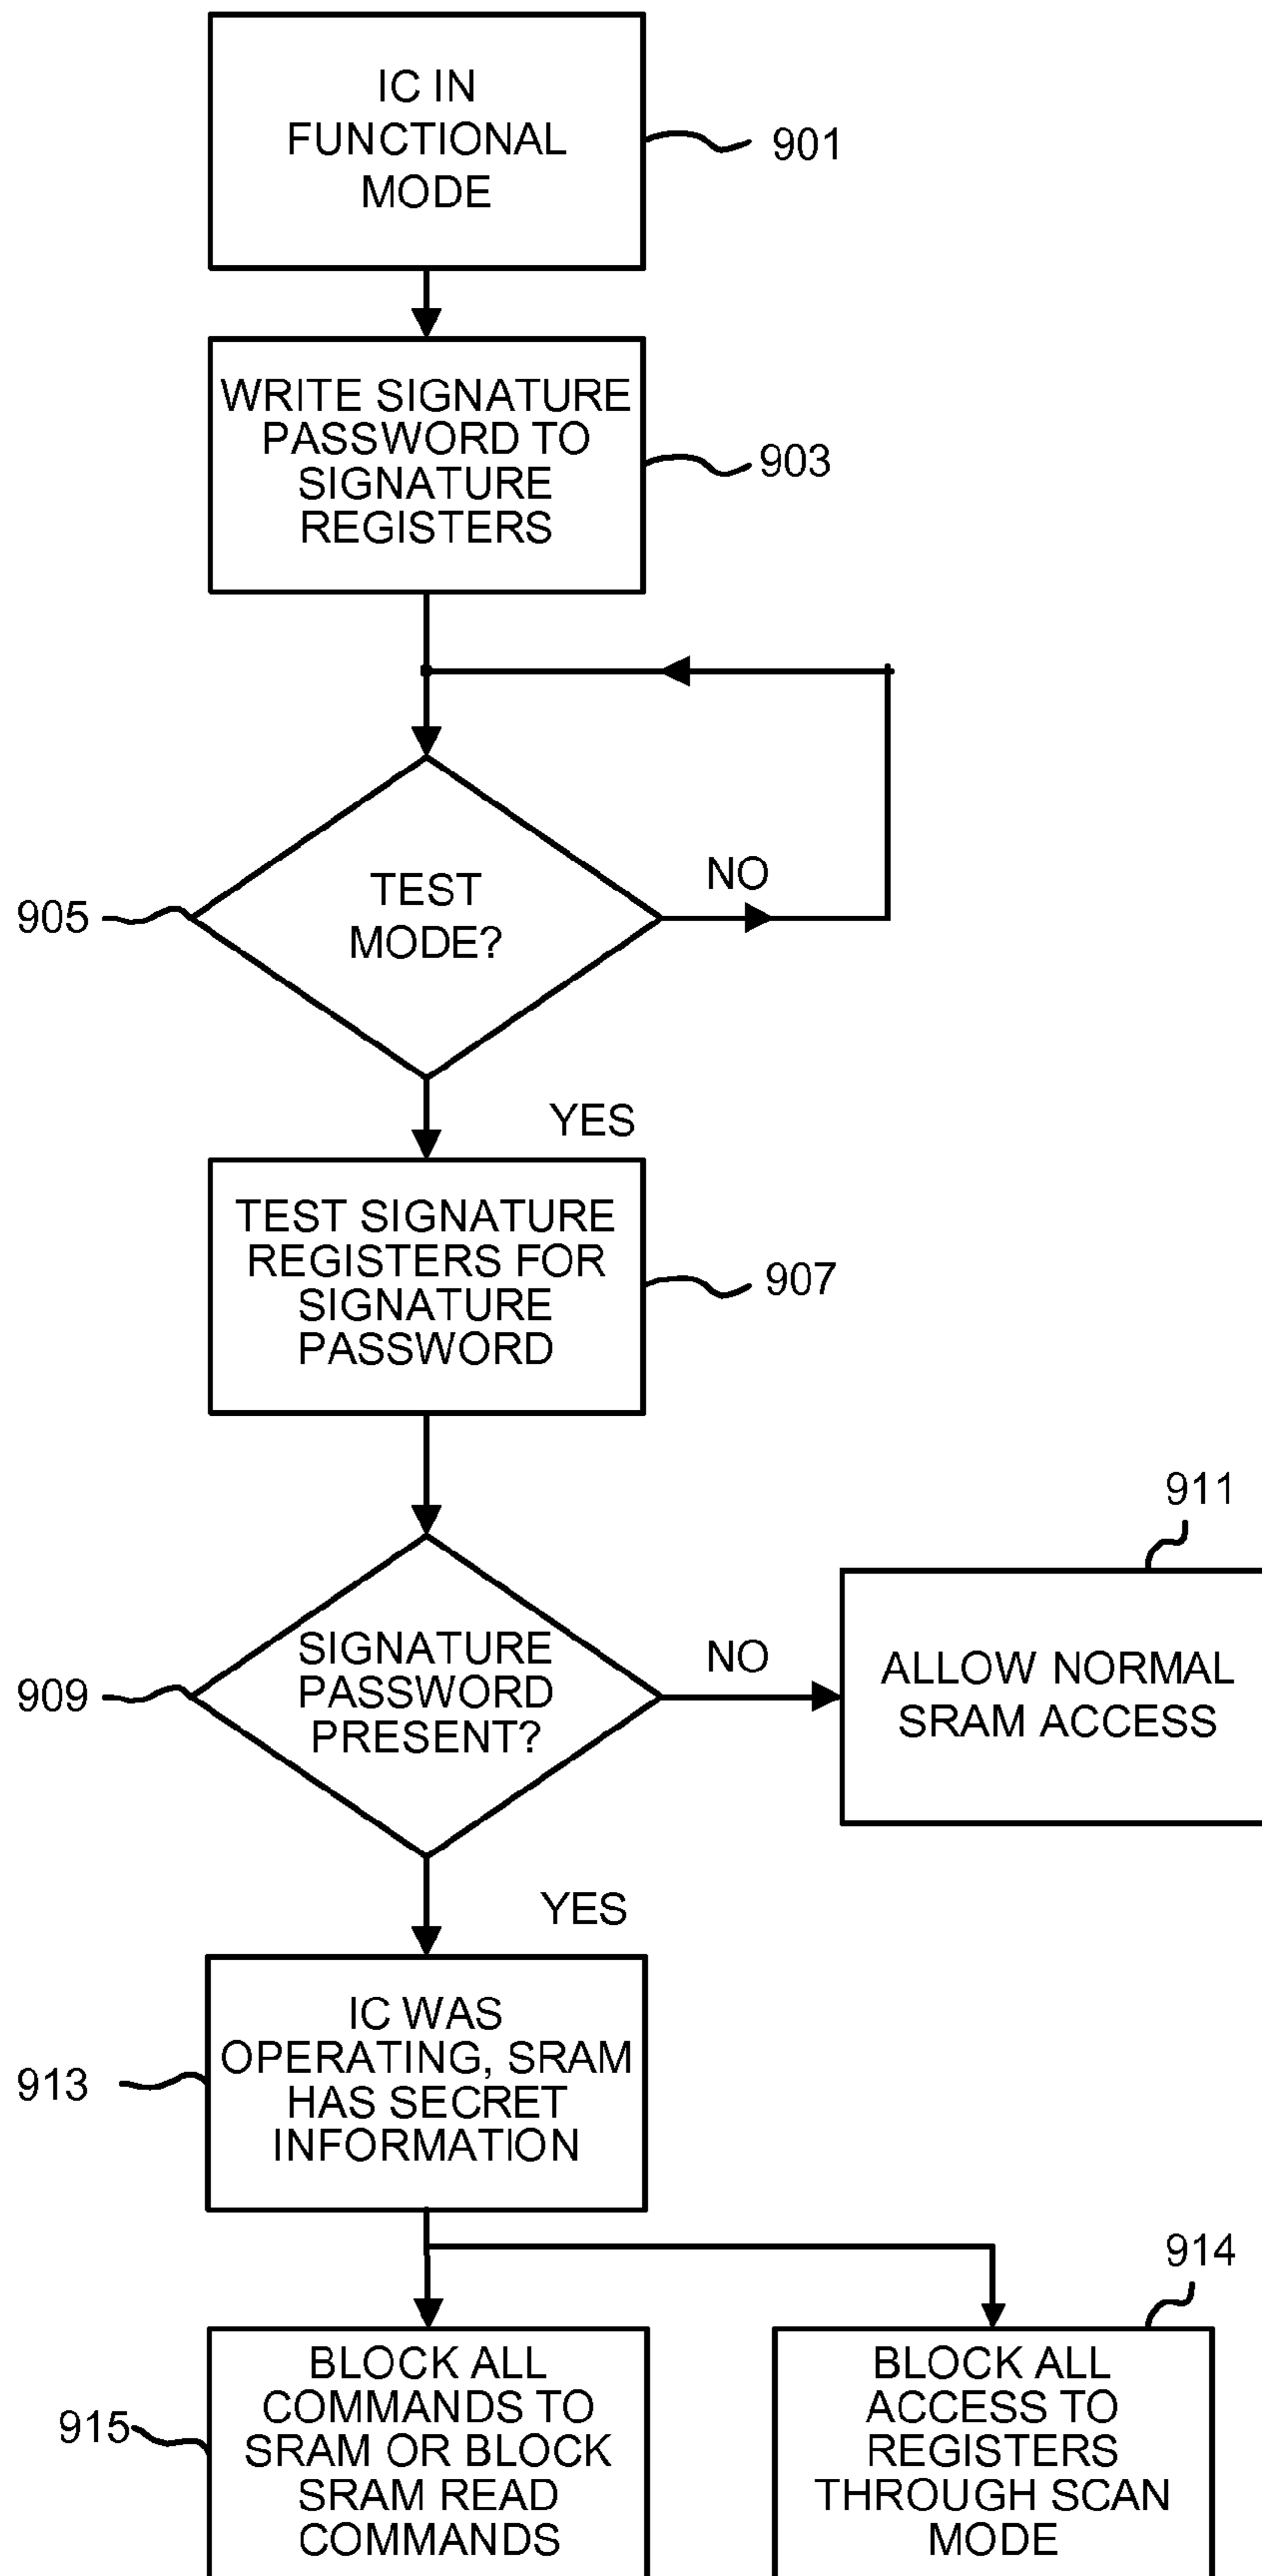 IC IN
FUNCTIONAL
MODE
901
WRITE SIGNATURE
PASSWORD TO
SIGNATURE
REGISTERS
903
TEST
MODE?
NO
905
YES
TEST SIGNATURE
REGISTERS FOR
SIGNATURE
PASSWORD
907
SIGNATURE
PASSWORD
PRESENT?
909
NO
911
ALLOW NORMAL
SRAM ACCESS
YES
IC WAS
OPERATING, SRAM
HAS SECRET
INFORMATION
913
914
BLOCK ALL
COMMANDS TO
SRAM OR BLOCK
SRAM READ
COMMANDS
915
BLOCK ALL
ACCESS TO
REGISTERS
THROUGH SCAN
MODE